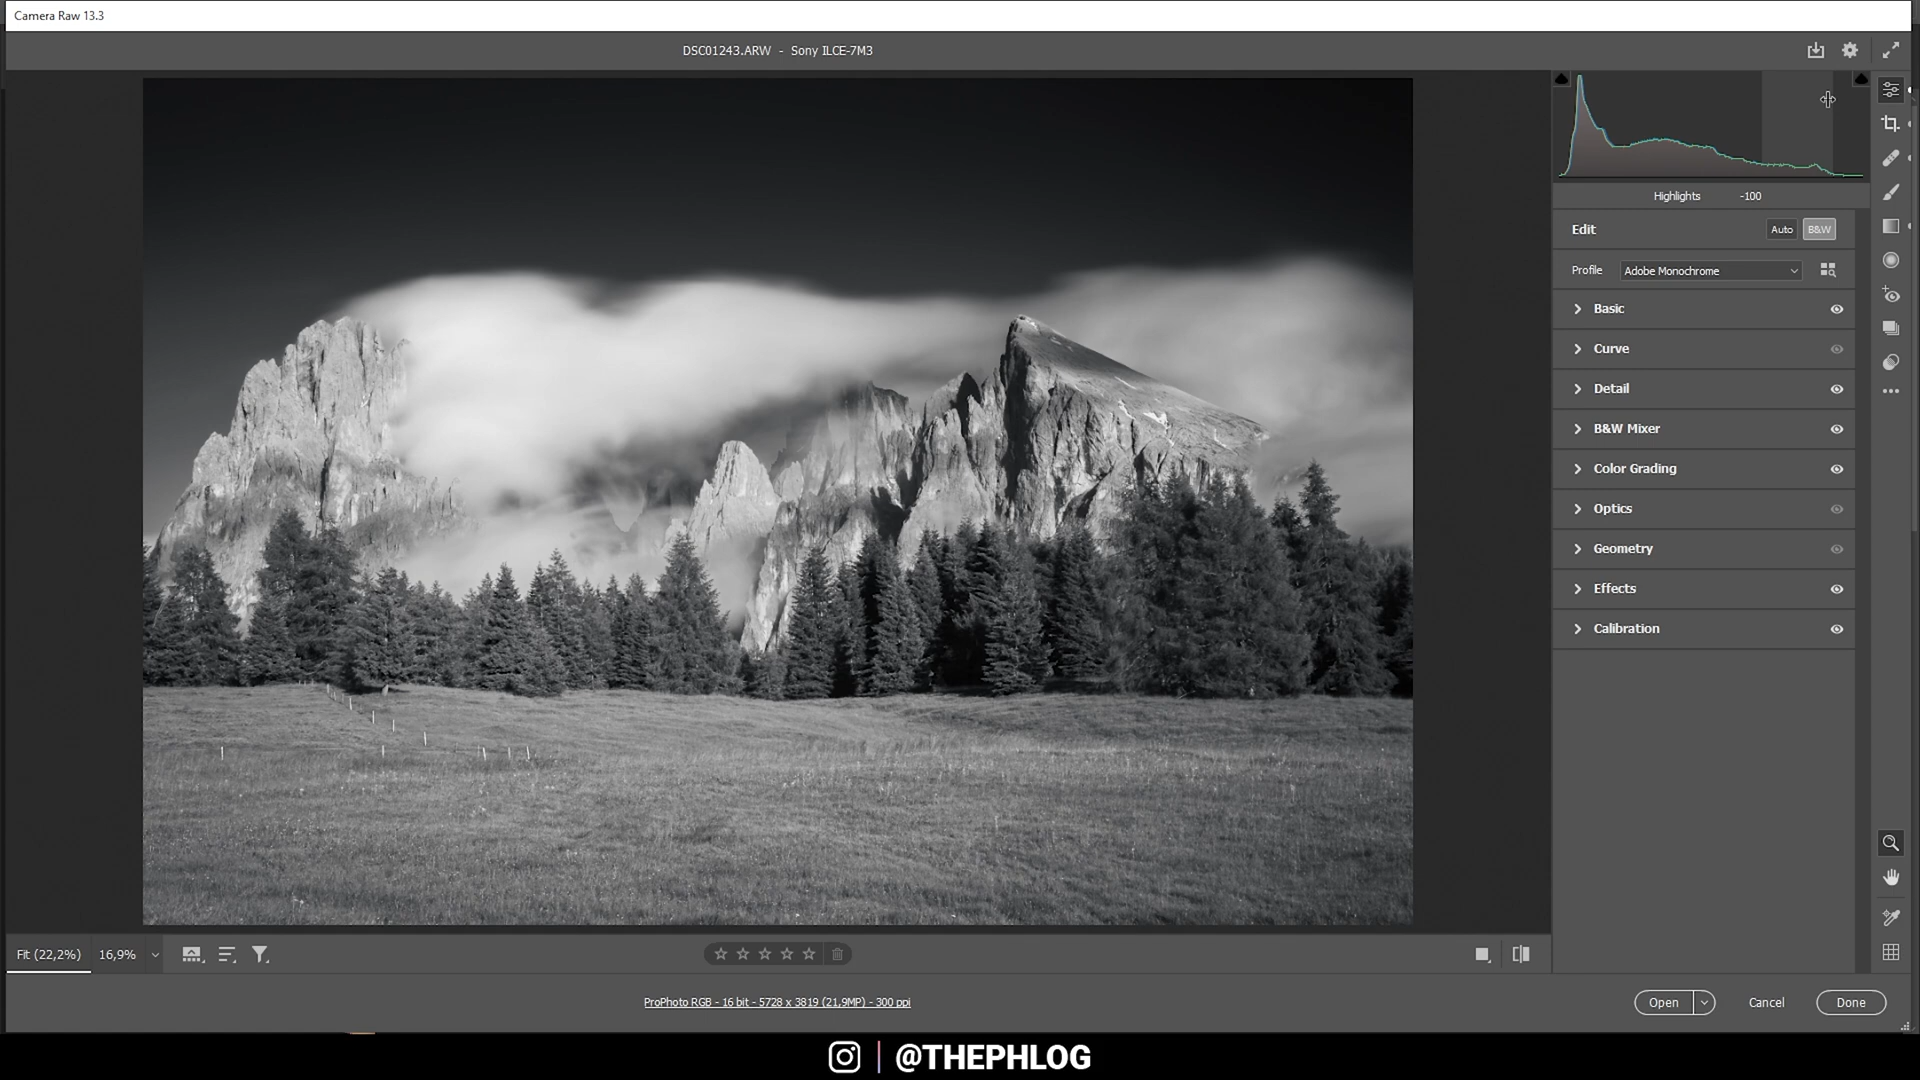 Camera Raw 13.3
DSC01243.ARW - Sony ILCE-7M3
Highlights -100
Edit Auto B&W
Profile Adobe Monochrome
Basic
Curve
Detail
B&W Mixer
Color Grading
Optics
Geometry
Effects
Calibration
Fit (22,2%) 16,9%
ProPhoto RGB - 16 bit - 5728 x 3819 (21,9MP) - 300 ppi
Open Cancel Done
@THEPHLOG